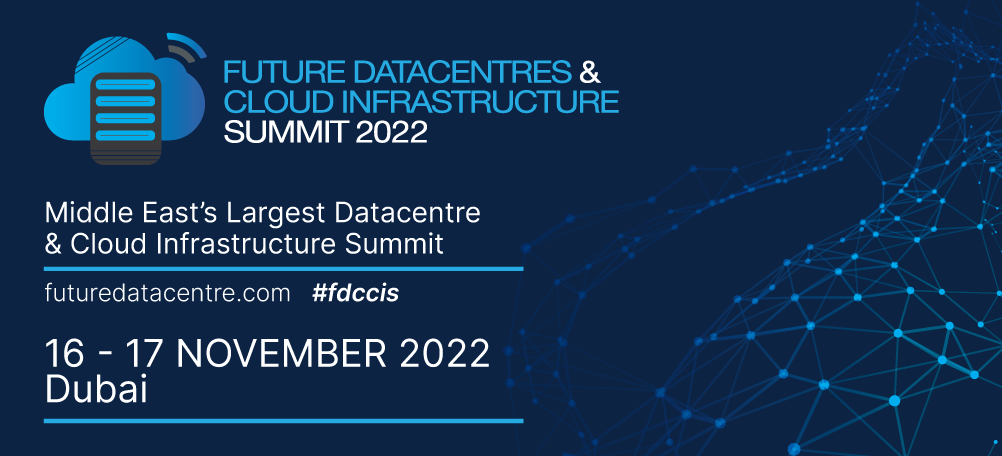 FUTURE DATACENTRES &
CLOUD INFRASTRUCTURE
SUMMIT 2022
Middle East’s Largest Datacentre
& Cloud Infrastructure Summit
futuredatacentre.com #fdccis
16 - 17 NOVEMBER 2022
Dubai